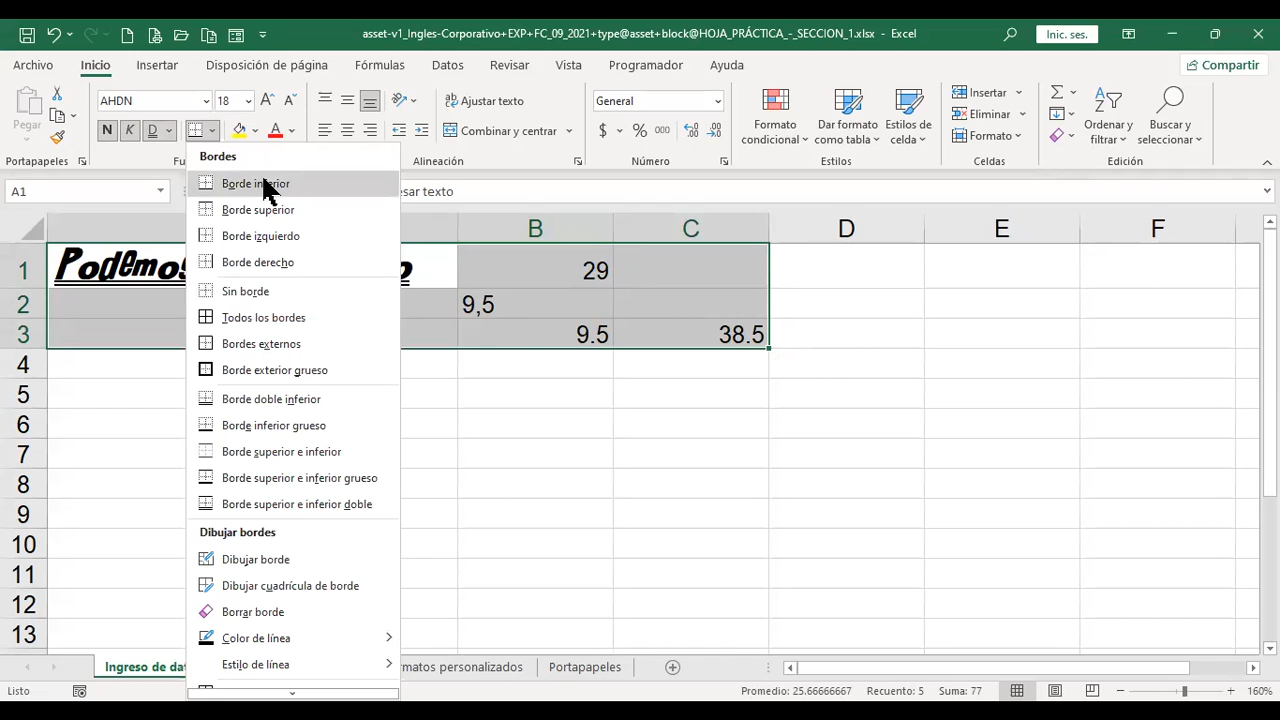 asset-v1_Ingles-Corporativo+EXP+FC_09_2021+type@asset+block@HOJA_PRÁCTICA_-_SECCION_1.xlsx - Excel
Inic. ses.
Archivo Inicio Insertar Disposición de página Fórmulas Datos Revisar Vista Programador Ayuda
Compartir
Pegar
AHDN 18
N K D
Ajustar texto
Combinar y centrar
General
$ % 000
Formato condicional
Dar formato como tabla
Estilos de celda
Insertar
Eliminar
Formato
Ordenar y filtrar
Buscar y seleccionar
Portapapeles Fu Alineación Número Estilos Celdas Edición
A1
esar texto
Bordes
Borde inferior
Borde superior
Borde izquierdo
Borde derecho
Sin borde
Todos los bordes
Bordes externos
Borde exterior grueso
Borde doble inferior
Borde inferior grueso
Borde superior e inferior
Borde superior e inferior grueso
Borde superior e inferior doble
Dibujar bordes
Dibujar borde
Dibujar cuadrícula de borde
Borrar borde
Color de línea
Estilo de línea
B C D E F
1 Podemos o 29
2 9,5
3 9.5 38.5
4
5
6
7
8
9
10
11
12
13
Ingreso de dat
rmatos personalizados
Portapapeles
Listo
Promedio: 25.66666667 Recuento: 5 Suma: 77
160%